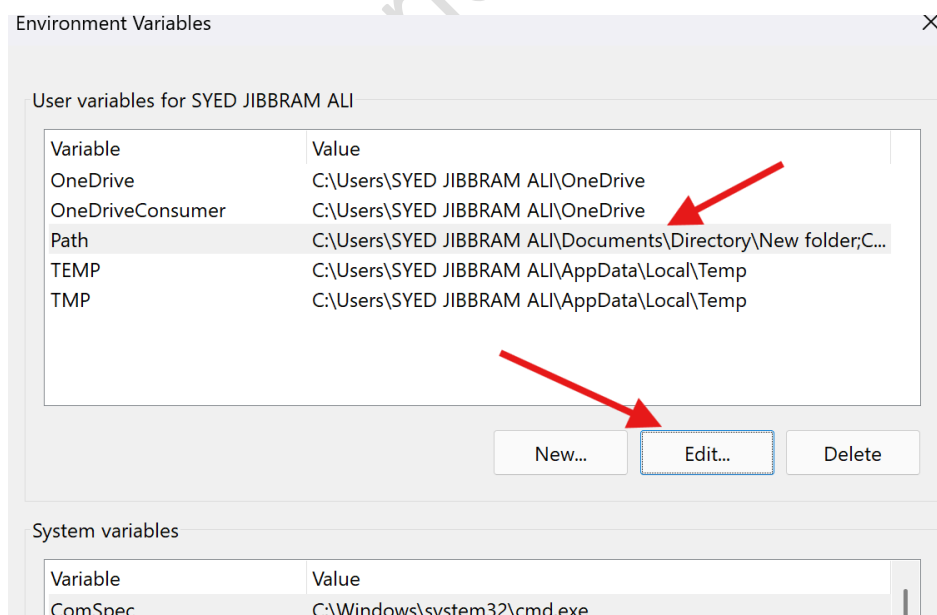 Environment Variables
User variables for SYED JIBBRAM ALI
Variable Value
OneDrive C:\Users\SYED JIBBRAM ALI\OneDrive
OneDriveConsumer C:\Users\SYED JIBBRAM ALI\OneDrive
Path C:\Users\SYED JIBBRAM ALI\Documents\Directory\New folder;C...
TEMP C:\Users\SYED JIBBRAM ALI\AppData\Local\Temp
TMP C:\Users\SYED JIBBRAM ALI\AppData\Local\Temp
New... Edit... Delete
System variables
Variable Value
ComSpec C:\Windows\system32\cmd.exe